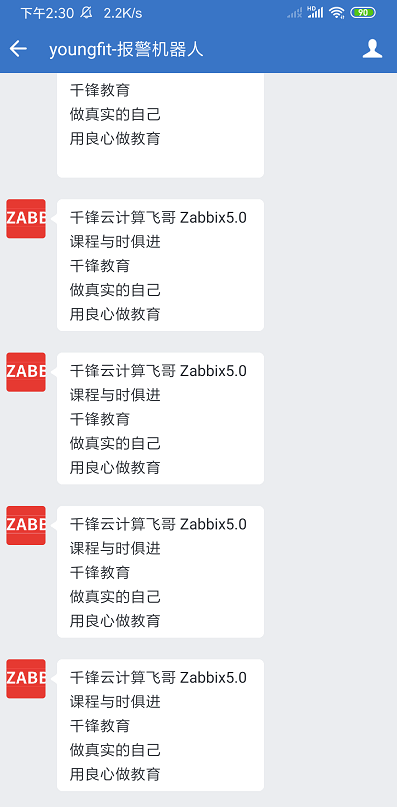 下午2:30 2.2K/s HD 90
youngfit-报警机器人
千锋教育
做真实的自己
用良心做教育
ZABB
千锋云计算飞哥 Zabbix5.0
课程与时俱进
千锋教育
做真实的自己
用良心做教育
ZABB
千锋云计算飞哥 Zabbix5.0
课程与时俱进
千锋教育
做真实的自己
用良心做教育
ZABB
千锋云计算飞哥 Zabbix5.0
课程与时俱进
千锋教育
做真实的自己
用良心做教育
ZABB
千锋云计算飞哥 Zabbix5.0
课程与时俱进
千锋教育
做真实的自己
用良心做教育